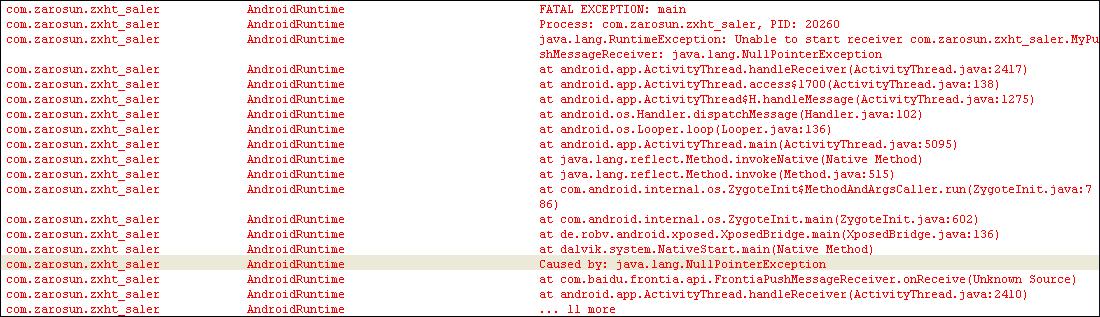 com.zarosun.zxht_saler AndroidRuntime FATAL EXCEPTION: main
com.zarosun.zxht_saler AndroidRuntime Process: com.zarosun.zxht_saler, PID: 20260
com.zarosun.zxht_saler AndroidRuntime java.lang.RuntimeException: Unable to start receiver com.zarosun.zxht_saler.MyPu
shMessageReceiver: java.lang.NullPointerException
com.zarosun.zxht_saler AndroidRuntime at android.app.ActivityThread.handleReceiver(ActivityThread.java:2417)
com.zarosun.zxht_saler AndroidRuntime at android.app.ActivityThread.access$1700(ActivityThread.java:138)
com.zarosun.zxht_saler AndroidRuntime at android.app.ActivityThread$H.handleMessage(ActivityThread.java:1275)
com.zarosun.zxht_saler AndroidRuntime at android.os.Handler.dispatchMessage(Handler.java:102)
com.zarosun.zxht_saler AndroidRuntime at android.os.Looper.loop(Looper.java:136)
com.zarosun.zxht_saler AndroidRuntime at android.app.ActivityThread.main(ActivityThread.java:5095)
com.zarosun.zxht_saler AndroidRuntime at java.lang.reflect.Method.invokeNative(Native Method)
com.zarosun.zxht_saler AndroidRuntime at java.lang.reflect.Method.invoke(Method.java:515)
com.zarosun.zxht_saler AndroidRuntime at com.android.internal.os.ZygoteInit$MethodAndArgsCaller.run(ZygoteInit.java:7
86)
com.zarosun.zxht_saler AndroidRuntime at com.android.internal.os.ZygoteInit.main(ZygoteInit.java:602)
com.zarosun.zxht_saler AndroidRuntime at de.robv.android.xposed.XposedBridge.main(XposedBridge.java:136)
com.zarosun.zxht_saler AndroidRuntime at dalvik.system.NativeStart.main(Native Method)
com.zarosun.zxht_saler AndroidRuntime Caused by: java.lang.NullPointerException
com.zarosun.zxht_saler AndroidRuntime at com.baidu.frontia.api.FrontiaPushMessageReceiver.onReceive(Unknown Source)
com.zarosun.zxht_saler AndroidRuntime at android.app.ActivityThread.handleReceiver(ActivityThread.java:2410)
com.zarosun.zxht_saler AndroidRuntime ... 11 more